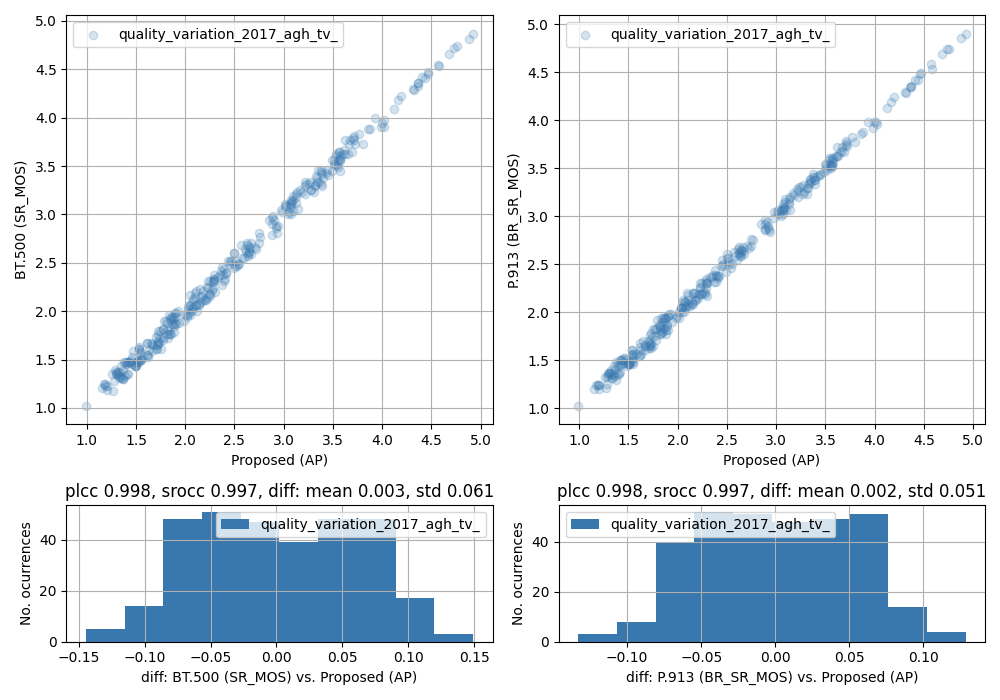 5.0
4.5
4.0
3.5
3.0
2.5
2.0
1.5
1.0
BT.500 (SR_MOS)
quality_variation_2017_agh_tv_
1.0 1.5 2.0 2.5 3.0 3.5 4.0 4.5 5.0
Proposed (AP)
5.0
4.5
4.0
3.5
3.0
2.5
2.0
1.5
1.0
P.913 (BR_SR_MOS)
quality_variation_2017_agh_tv_
1.0 1.5 2.0 2.5 3.0 3.5 4.0 4.5 5.0
Proposed (AP)
plcc 0.998, srocc 0.997, diff: mean 0.003, std 0.061
40
20
0
No. ocurrences
quality_variation_2017_agh_tv_
−0.15 −0.10 −0.05 0.00 0.05 0.10 0.15
diff: BT.500 (SR_MOS) vs. Proposed (AP)
plcc 0.998, srocc 0.997, diff: mean 0.002, std 0.051
40
20
0
No. ocurrences
quality_variation_2017_agh_tv_
−0.10 −0.05 0.00 0.05 0.10
diff: P.913 (BR_SR_MOS) vs. Proposed (AP)